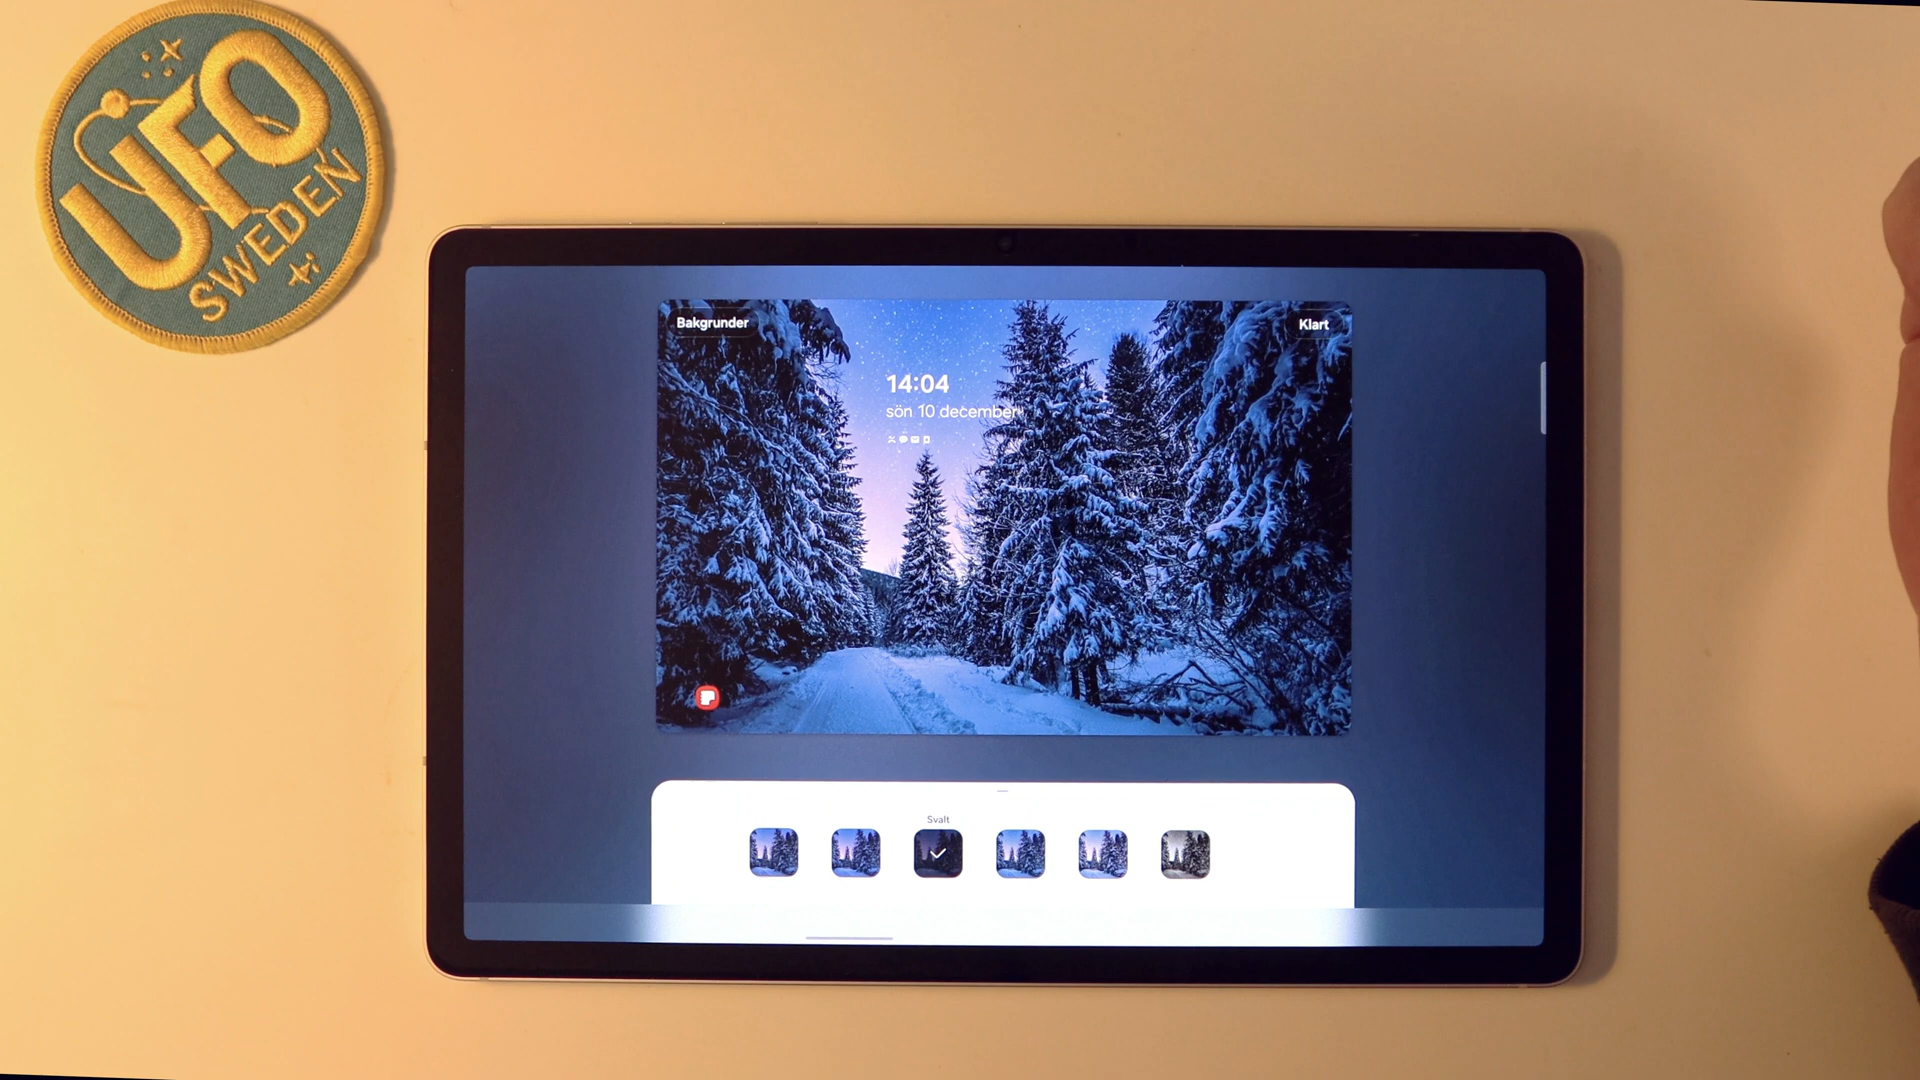 UFO
SWEDEN
Bakgrunder
Klart
14:04
sön 10 december
Svalt